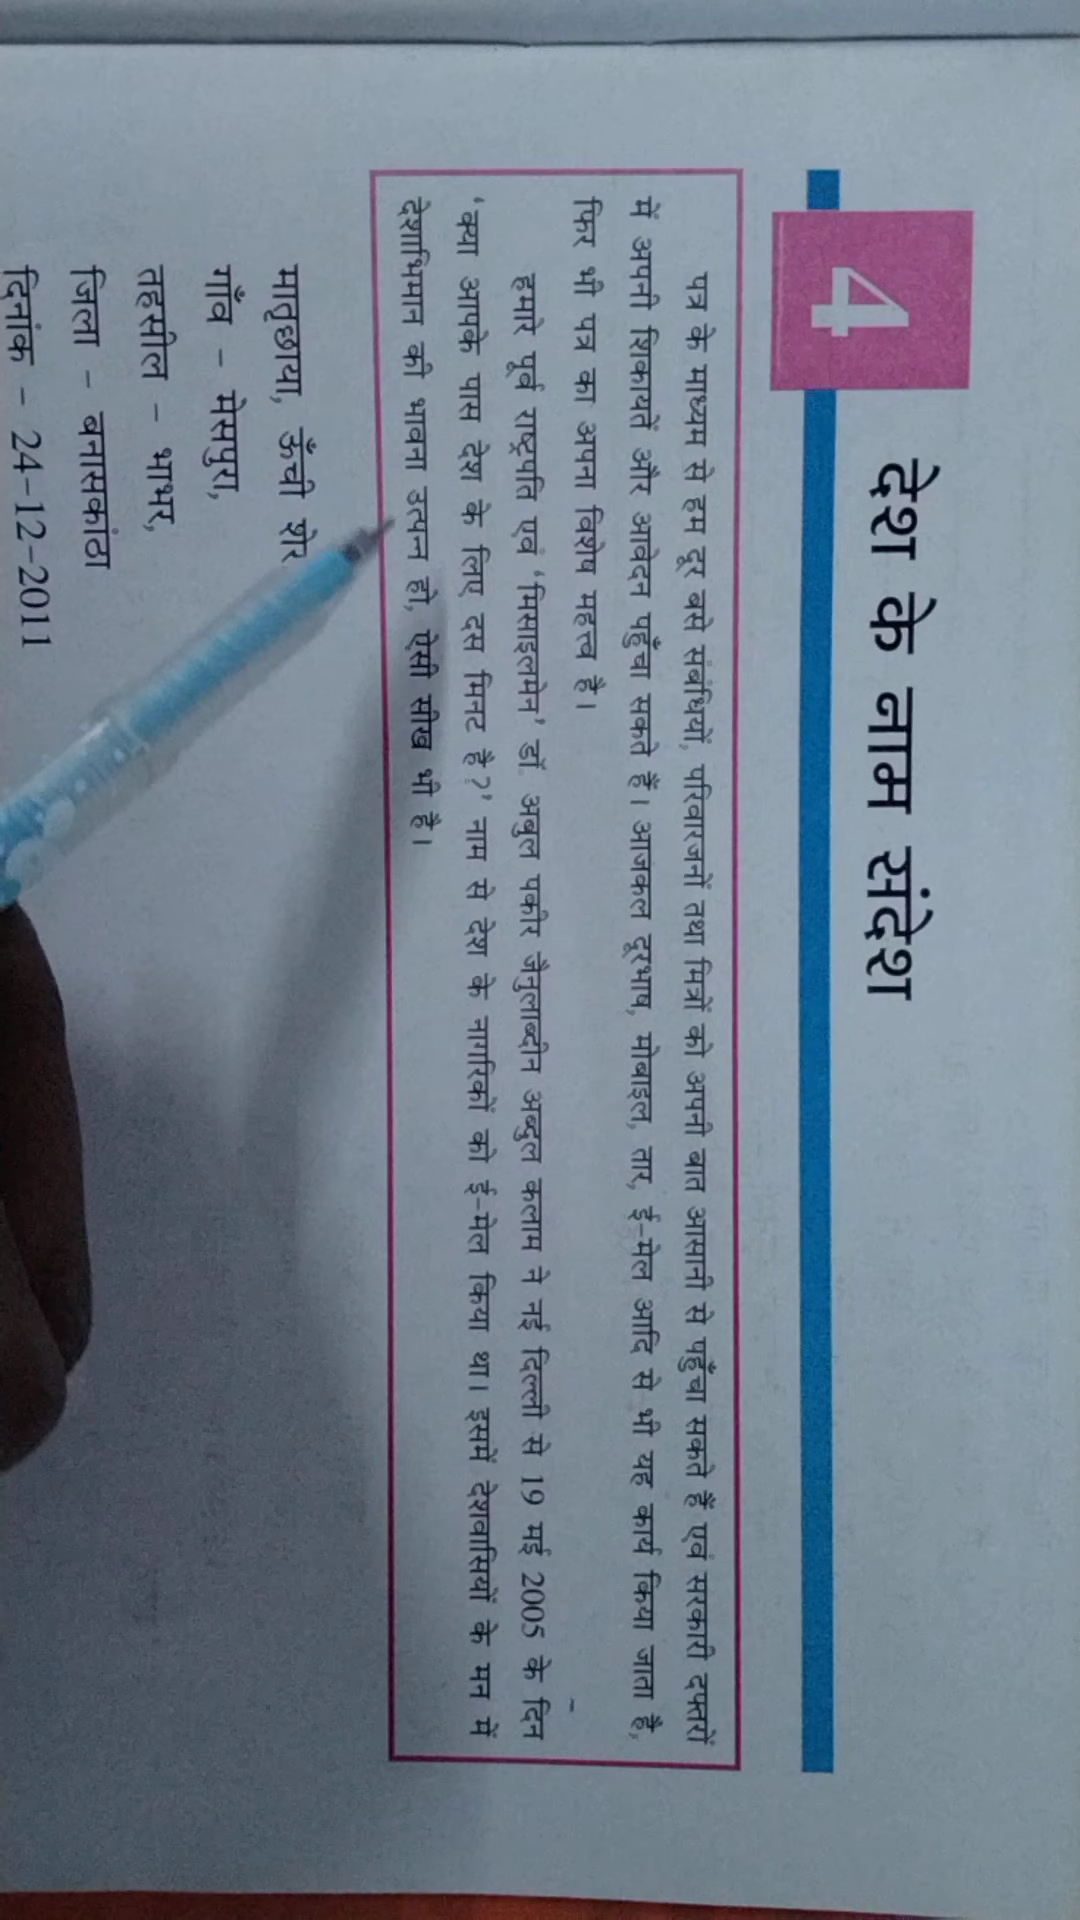 4
देश के नाम संदेश
पत्र के माध्यम से हम दूर बसे संबंधियों, परिवारजनों तथा मित्रों को अपनी बात आसानी से पहुँचा सकते हैं एवं सरकारी दफ्तरों
में अपनी शिकायतें और आवेदन पहुँचा सकते हैं। आजकल दूरभाष, मोबाइल, तार, ई-मेल आदि से भी यह कार्य किया जाता है,
फिर भी पत्र का अपना विशेष महत्त्व है।
हमारे पूर्व राष्ट्रपति एवं ‘मिसाइलमेन’ डॉ. अबुल पकीर जैनुलाब्दीन अब्दुल कलाम ने नई दिल्ली से 19 मई 2005 के दिन
‘क्या आपके पास देश के लिए दस मिनट है?’ नाम से देश के नागरिकों को ई-मेल किया था। इसमें देशवासियों के मन में
देशाभिमान की भावना उत्पन्न हो, ऐसी सीख भी है।
मातृछाया, ऊँची शेर
गाँव - मेसपुरा,
तहसील - भाभर,
जिला - बनासकांठा
दिनांक - 24-12-2011